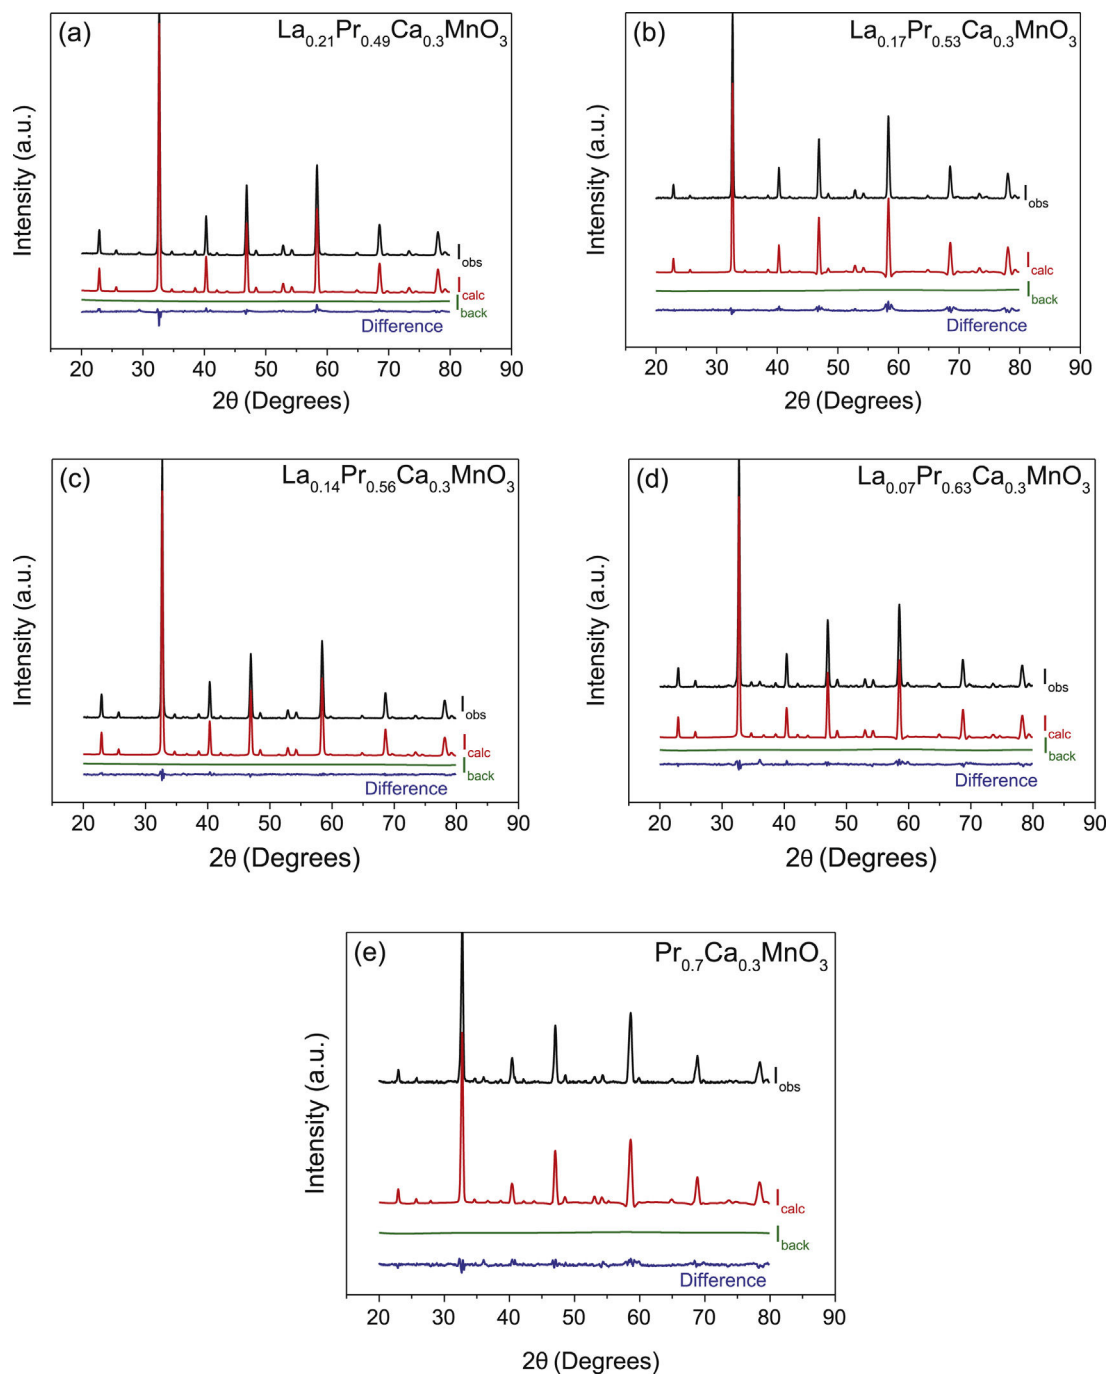 (a) La0.21Pr0.49Ca0.3MnO3
Intensity (a.u.)
Iobs
Icalc
Iback
Difference
20 30 40 50 60 70 80 90
2θ (Degrees)
(b) La0.17Pr0.53Ca0.3MnO3
Intensity (a.u.)
Iobs
Icalc
Iback
Difference
20 30 40 50 60 70 80 90
2θ (Degrees)
(c) La0.14Pr0.56Ca0.3MnO3
Intensity (a.u.)
Iobs
Icalc
Iback
Difference
20 30 40 50 60 70 80 90
2θ (Degrees)
(d) La0.07Pr0.63Ca0.3MnO3
Intensity (a.u.)
Iobs
Icalc
Iback
Difference
20 30 40 50 60 70 80 90
2θ (Degrees)
(e) Pr0.7Ca0.3MnO3
Intensity (a.u.)
Iobs
Icalc
Iback
Difference
20 30 40 50 60 70 80 90
2θ (Degrees)